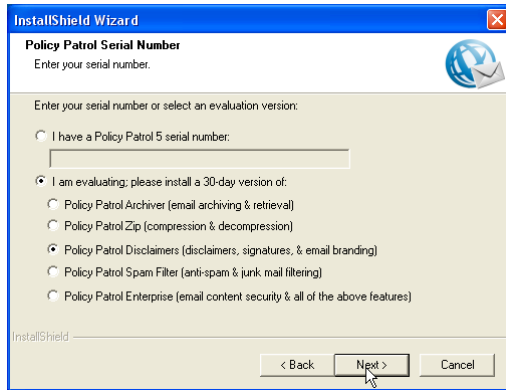 InstallShield Wizard
Policy Patrol Serial Number
Enter your serial number.
Enter your serial number or select an evaluation version:
I have a Policy Patrol 5 serial number:
I am evaluating; please install a 30-day version of:
Policy Patrol Archiver (email archiving & retrieval)
Policy Patrol Zip (compression & decompression)
Policy Patrol Disclaimers (disclaimers, signatures, & email branding)
Policy Patrol Spam Filter (anti-spam & junk mail filtering)
Policy Patrol Enterprise (email content security & all of the above features)
InstallShield
< Back Next > Cancel